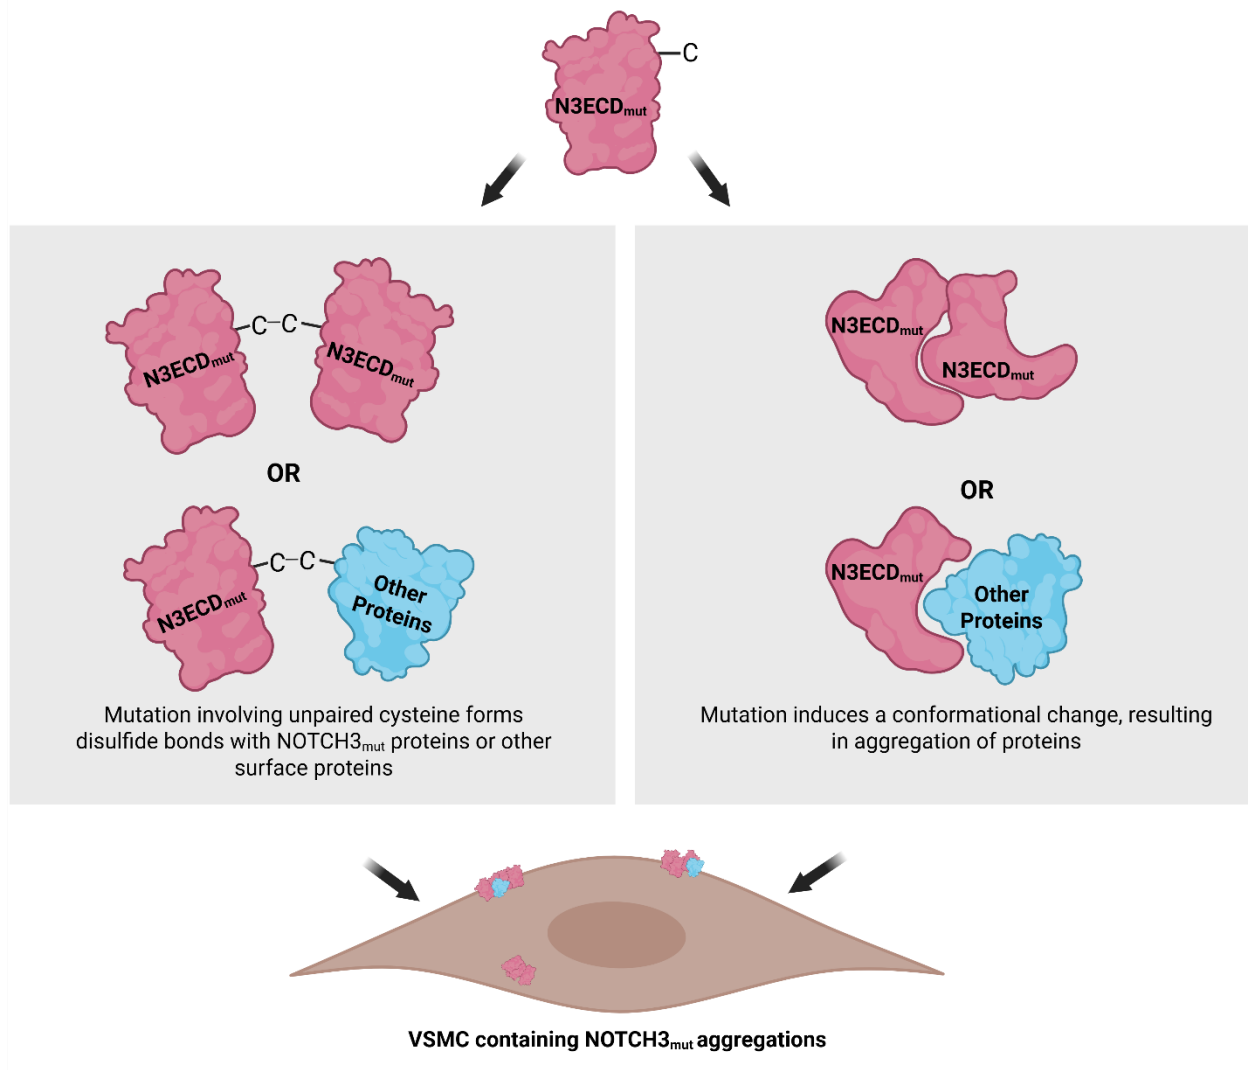 C
N3ECDmut
C-C
N3ECDmut
N3ECDmut
OR
C-C
N3ECDmut
Other
Proteins
Mutation involving unpaired cysteine forms
disulfide bonds with NOTCH3mut proteins or other
surface proteins
N3ECDmut
N3ECDmut
OR
N3ECDmut
Other
Proteins
Mutation induces a conformational change, resulting
in aggregation of proteins
VSMC containing NOTCH3mut aggregations